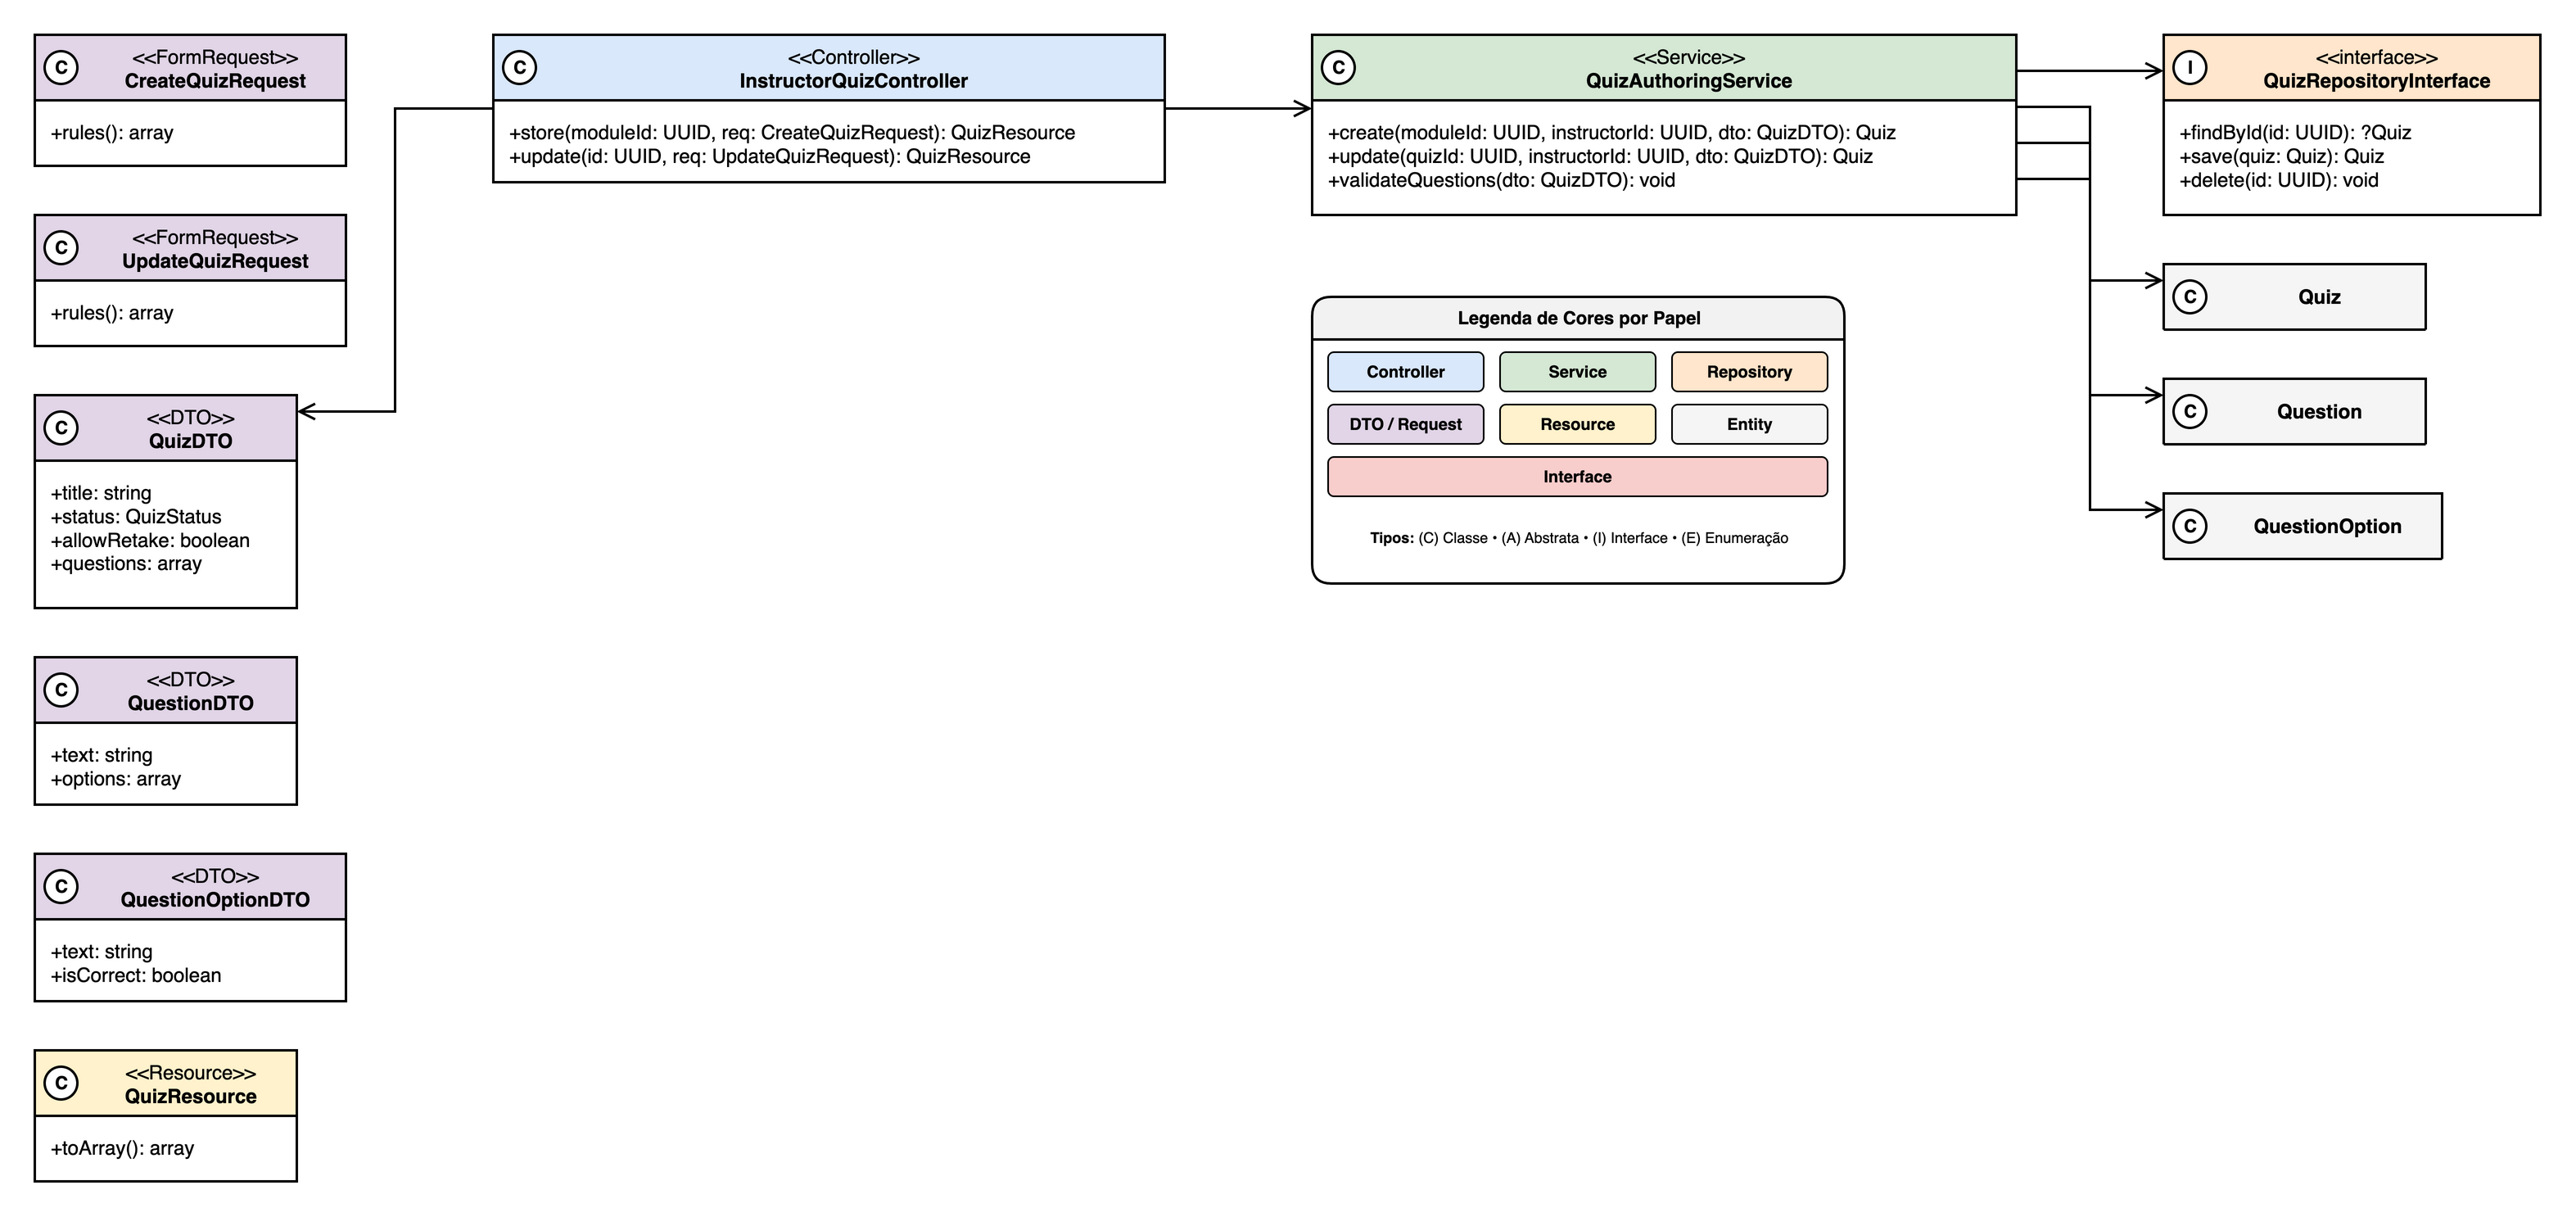 C
<<FormRequest>>
CreateQuizRequest
+rules(): array
C
<<FormRequest>>
UpdateQuizRequest
+rules(): array
C
<<DTO>>
QuizDTO
+title: string
+status: QuizStatus
+allowRetake: boolean
+questions: array
C
<<DTO>>
QuestionDTO
+text: string
+options: array
C
<<DTO>>
QuestionOptionDTO
+text: string
+isCorrect: boolean
C
<<Resource>>
QuizResource
+toArray(): array
C
<<Controller>>
InstructorQuizController
+store(moduleId: UUID, req: CreateQuizRequest): QuizResource
+update(id: UUID, req: UpdateQuizRequest): QuizResource
C
<<Service>>
QuizAuthoringService
+create(moduleId: UUID, instructorId: UUID, dto: QuizDTO): Quiz
+update(quizId: UUID, instructorId: UUID, dto: QuizDTO): Quiz
+validateQuestions(dto: QuizDTO): void
Legenda de Cores por Papel
Controller
Service
Repository
DTO / Request
Resource
Entity
Interface
Tipos: (C) Classe • (A) Abstrata • (I) Interface • (E) Enumeração
I
<<interface>>
QuizRepositoryInterface
+findById(id: UUID): ?Quiz
+save(quiz: Quiz): Quiz
+delete(id: UUID): void
C
Quiz
C
Question
C
QuestionOption